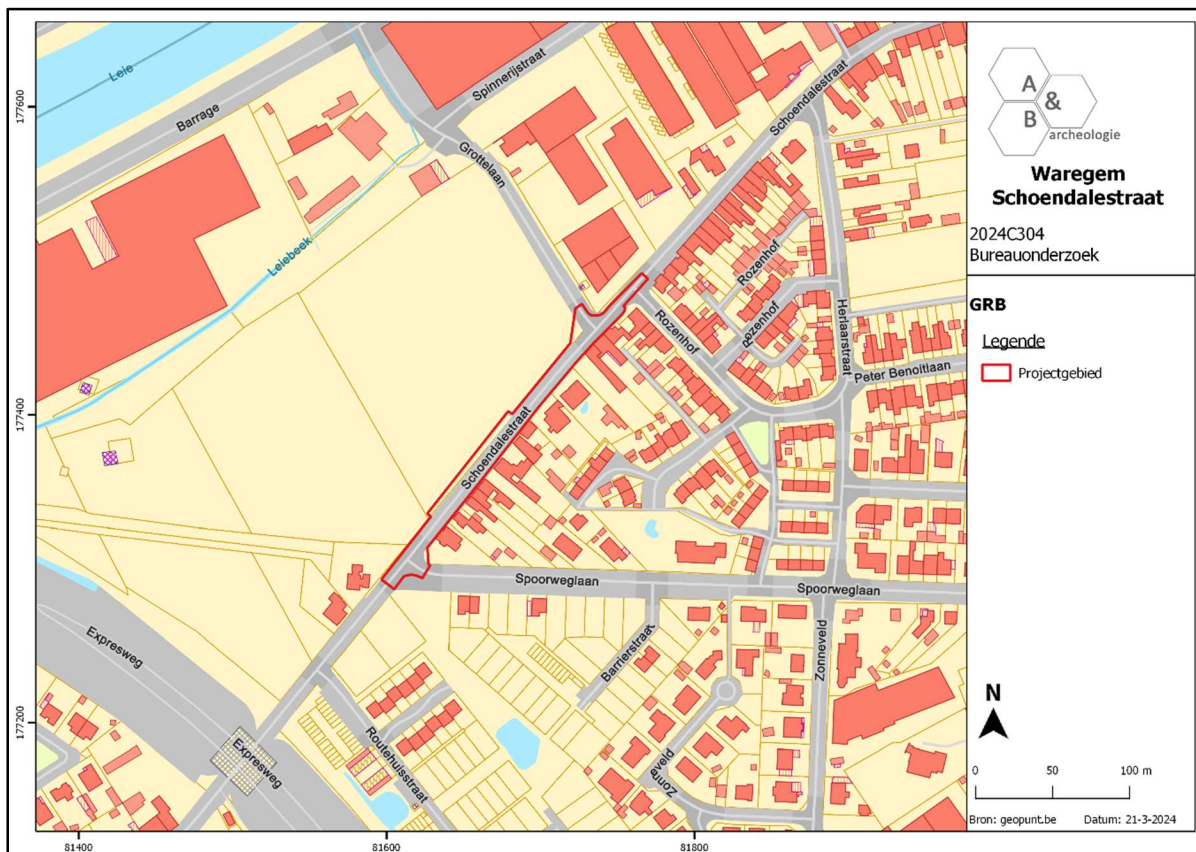 Leie
Barrage
Spinnerijstraat
Schoendalestraat
Grottelaan
Leiebeek
Rozenhof
Rozenhof
Rozenhof
Herlaarstraat
Peter Benoitlaan
Schoendalestraat
Spoorweglaan
Spoorweglaan
Expresweg
Barrierstraat
Zonneveld
Expresweg
Routehuisstraat
Zonneveld
177600
177400
177200
81400
81600
81800
A
&
B
archeologie
Waregem
Schoendalestraat
2024C304
Bureauonderzoek
GRB
Legende
Projectgebied
N
0 50 100 m
Bron: geopunt.be Datum: 21-3-2024